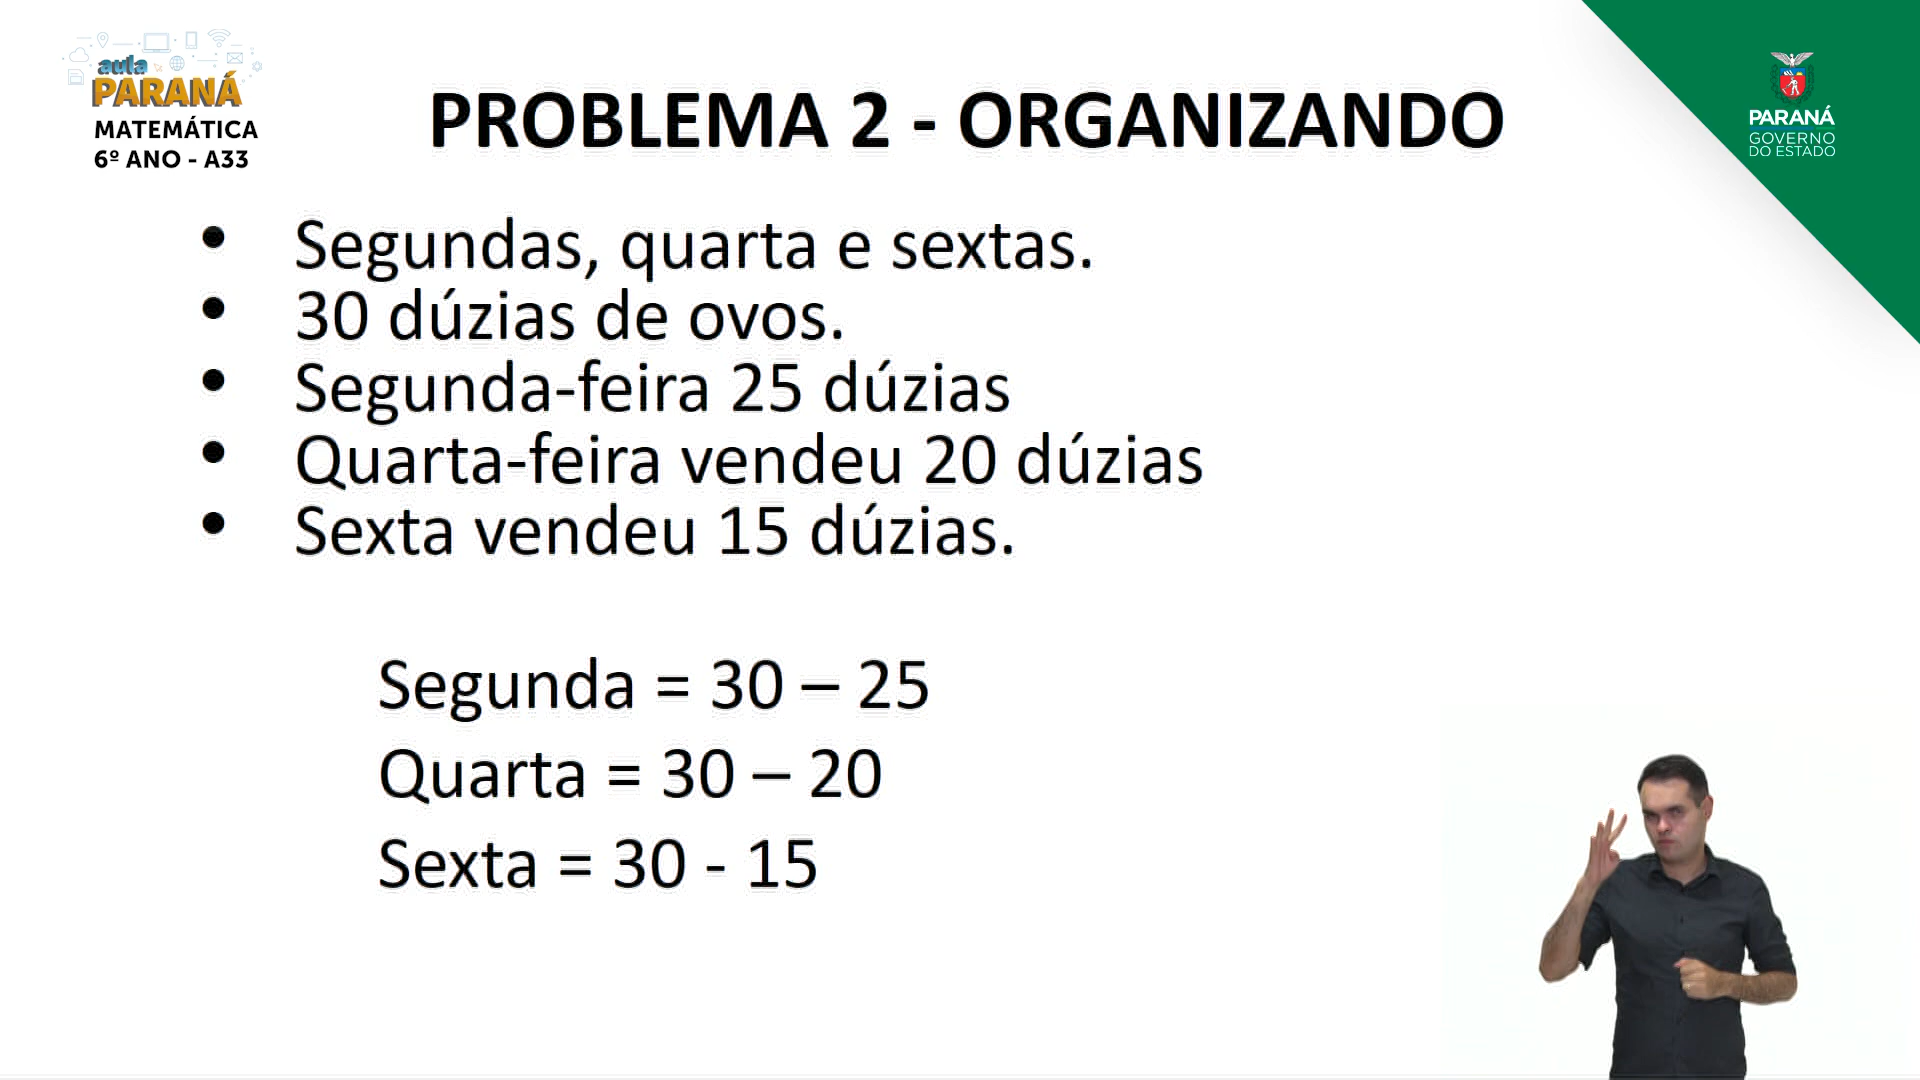 aula
PARANÁ
MATEMÁTICA
6º ANO - A33
PROBLEMA 2 - ORGANIZANDO
PARANÁ
GOVERNO
DO ESTADO
• Segundas, quarta e sextas.
• 30 dúzias de ovos.
• Segunda-feira 25 dúzias
• Quarta-feira vendeu 20 dúzias
• Sexta vendeu 15 dúzias.
Segunda = 30 – 25
Quarta = 30 – 20
Sexta = 30 - 15